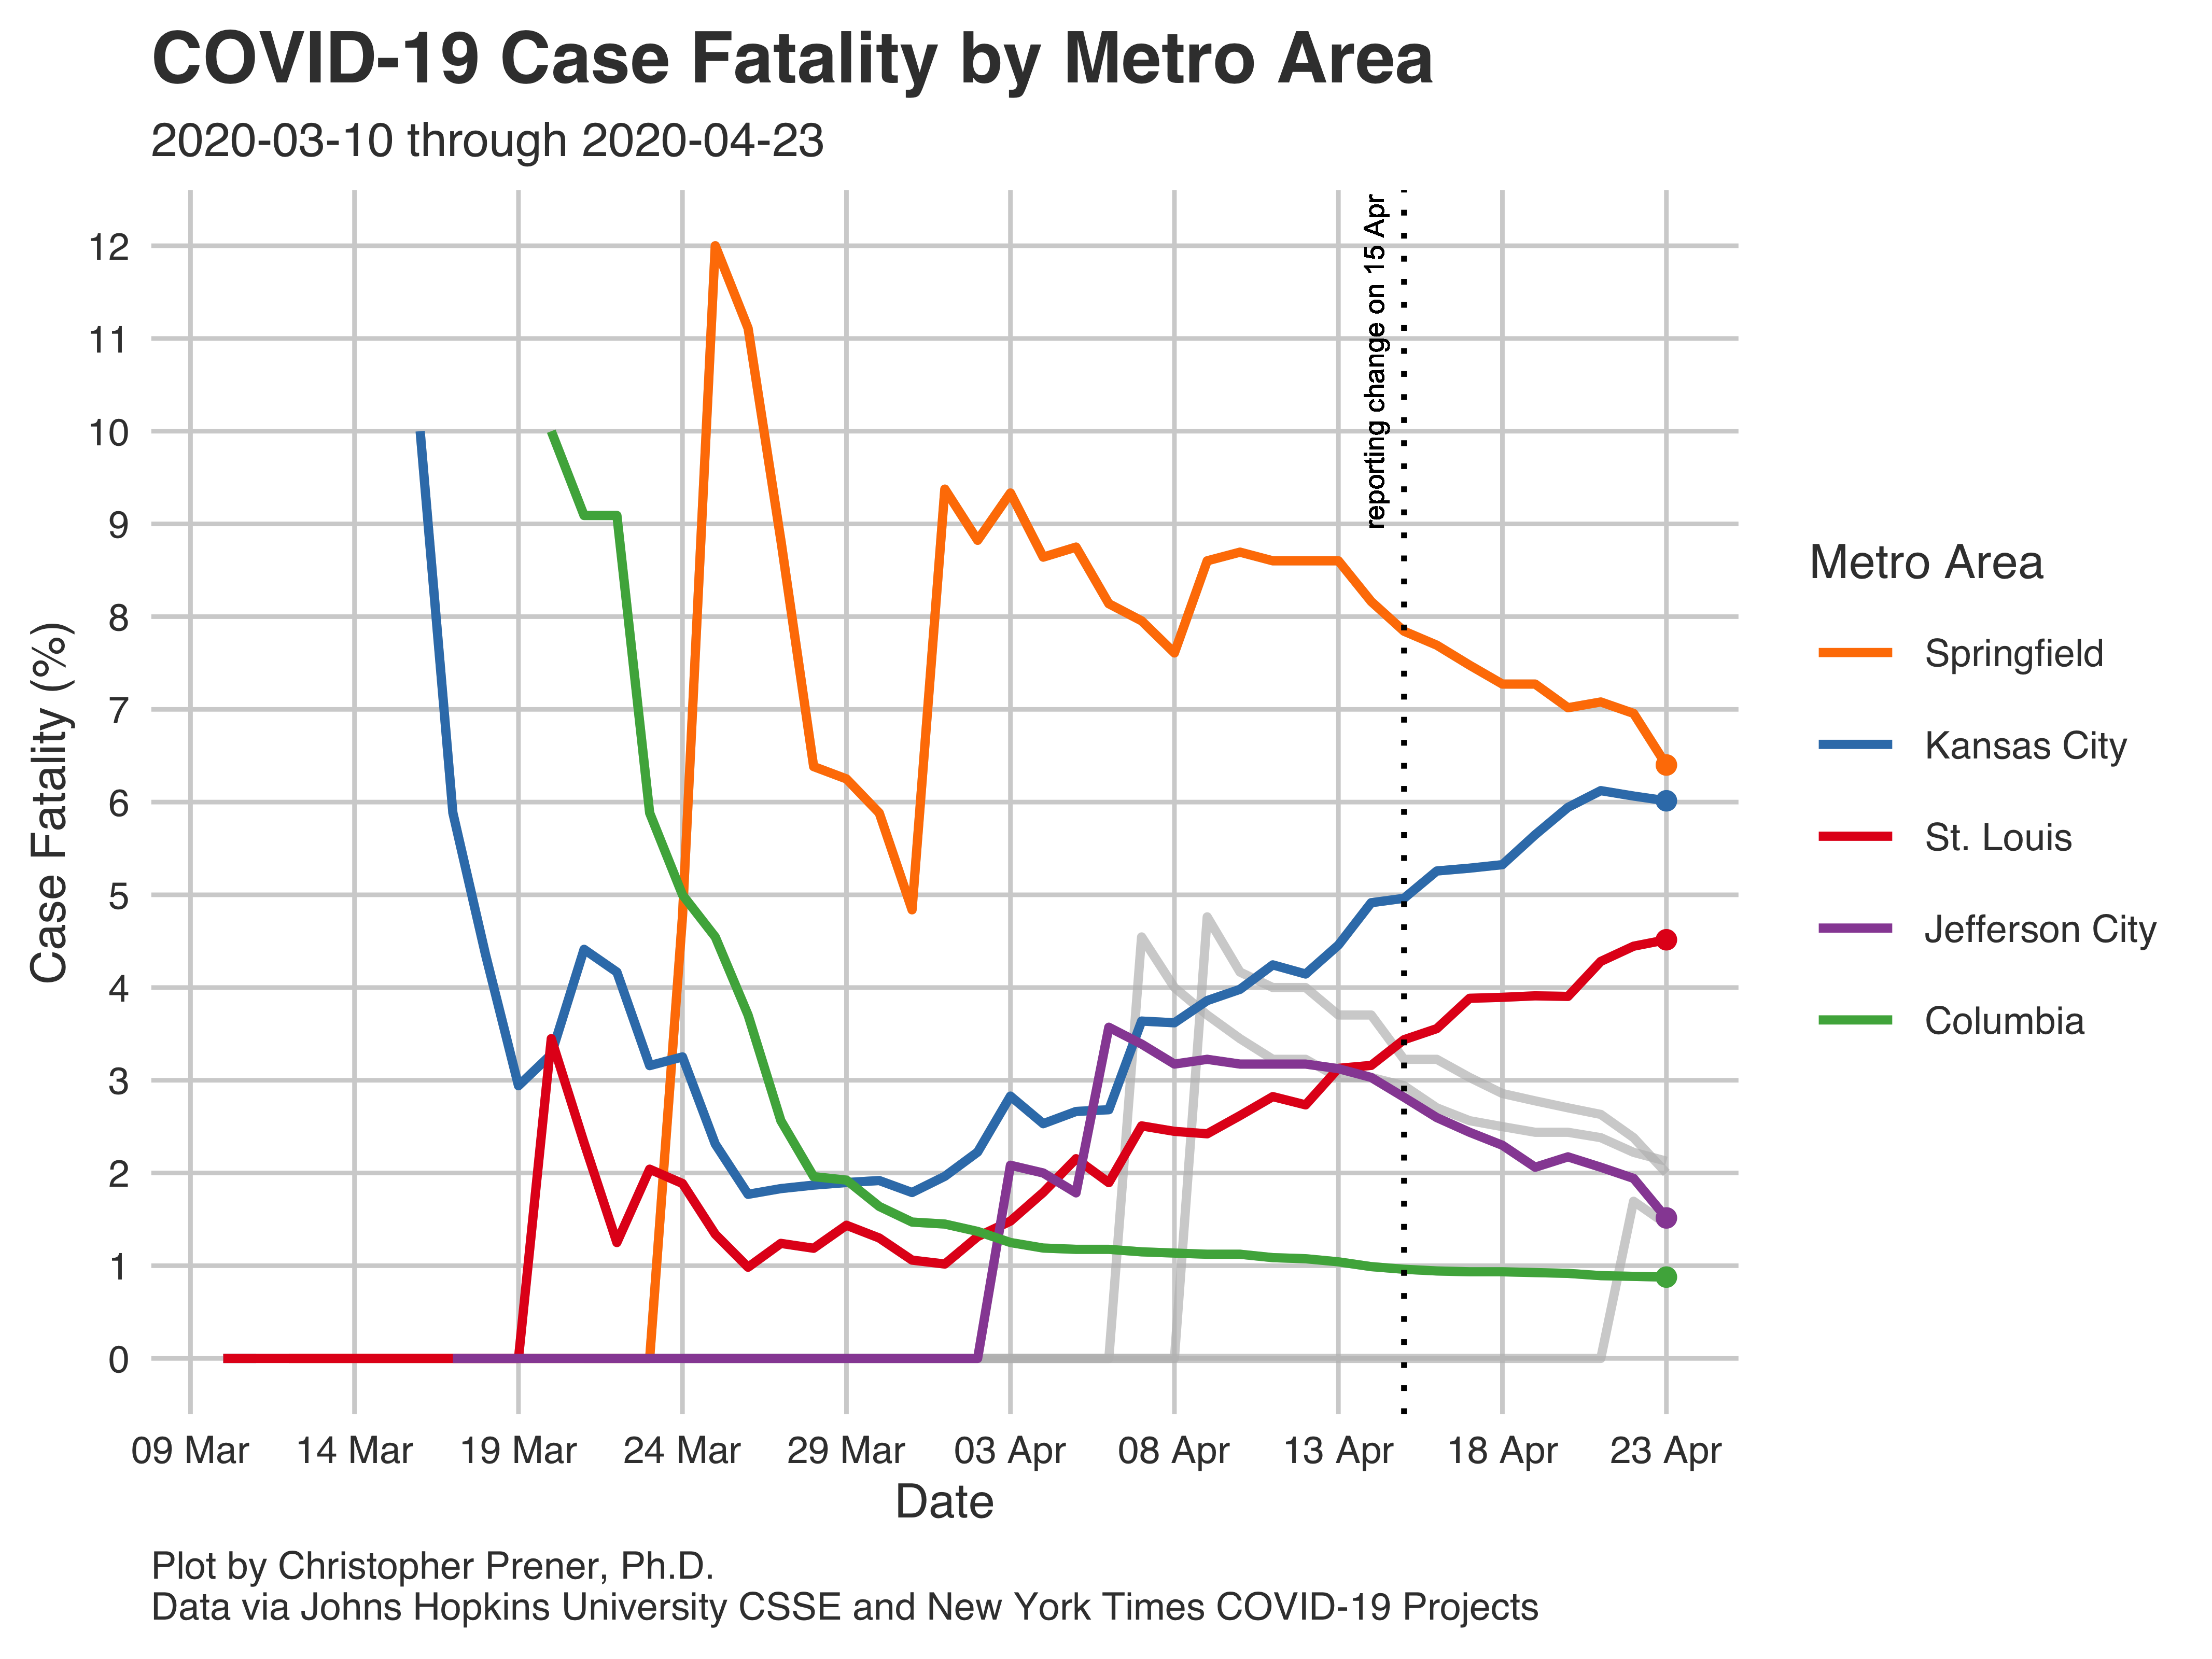 COVID-19 Case Fatality by Metro Area
2020-03-10 through 2020-04-23
Case Fatality (%)
12
11
10
9
8
7
6
5
4
3
2
1
0
reporting change on 15 Apr
09 Mar
14 Mar
19 Mar
24 Mar
29 Mar
03 Apr
08 Apr
13 Apr
18 Apr
23 Apr
Date
Metro Area
Springfield
Kansas City
St. Louis
Jefferson City
Columbia
Plot by Christopher Prener, Ph.D.
Data via Johns Hopkins University CSSE and New York Times COVID-19 Projects